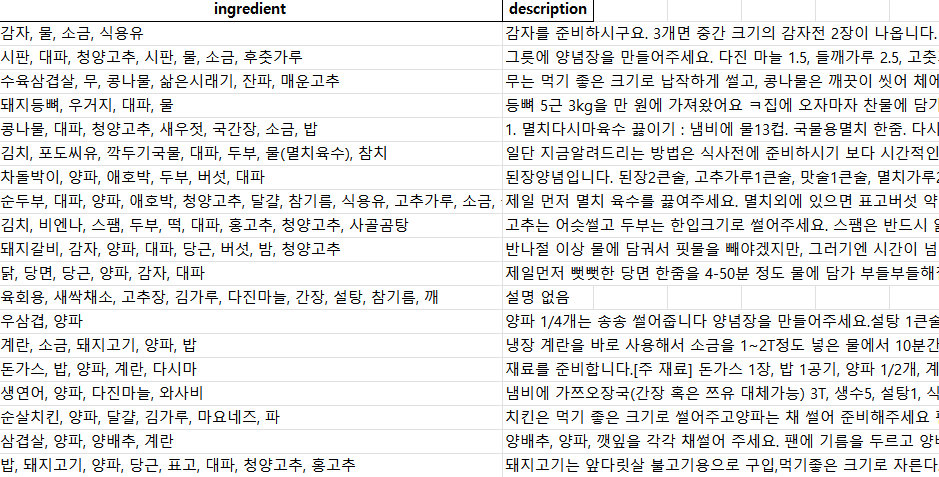 ingredient description
감자, 물, 소금, 식용유 감자를 준비하시구요. 3개면 중간 크기의 감자전 2장이 나옵니다.
시판, 대파, 청양고추, 시판, 물, 소금, 후춧가루 그릇에 양념장을 만들어주세요. 다진 마늘 1.5, 들깨가루 2.5, 고춧
수육삼겹살, 무, 콩나물, 삶은시래기, 잔파, 매운고추 무는 먹기 좋은 크기로 납작하게 썰고, 콩나물은 깨끗이 씻어 체에
돼지등뼈, 우거지, 대파, 물 등뼈 5근 3kg을 만 원에 가져왔어요 ㅋ집에 오자마자 찬물에 담기
콩나물, 대파, 청양고추, 새우젓, 국간장, 소금, 밥 1. 멸치다시마육수 끓이기 : 냄비에 물13컵. 국물용멸치 한줌. 다시
김치, 포도씨유, 깍두기국물, 대파, 두부, 물(멸치육수), 참치 일단 지금알려드리는 방법은 식사전에 준비하시기 보다 시간적인
차돌박이, 양파, 애호박, 두부, 버섯, 대파 된장양념입니다. 된장2큰술, 고추가루1큰술, 맛술1큰술, 멸치가루2
순두부, 대파, 양파, 애호박, 청양고추, 달걀, 참기름, 식용유, 고추가루, 소금, 제일 먼저 멸치 육수를 끓여주세요. 멸치외에 있으면 표고버섯 약
김치, 비엔나, 스팸, 두부, 떡, 대파, 홍고추, 청양고추, 사골곰탕 고추는 어슷썰고 두부는 한입크기로 썰어주세요. 스팸은 반드시
돼지갈비, 감자, 양파, 대파, 당근, 버섯, 밤, 청양고추 반나절 이상 물에 담궈서 핏물을 빼야겠지만, 그러기엔 시간이 넘
닭, 당면, 당근, 양파, 감자, 대파 제일먼저 뻣뻣한 당면 한줌을 4-50분 정도 물에 담가 부들부들해
육회용, 새싹채소, 고추장, 김가루, 다진마늘, 간장, 설탕, 참기름, 깨 설명 없음
우삼겹, 양파 양파 1/4개는 송송 썰어줍니다 양념장을 만들어주세요.설탕 1큰술
계란, 소금, 돼지고기, 양파, 밥 냉장 계란을 바로 사용해서 소금을 1~2T정도 넣은 물에서 10분간
돈가스, 밥, 양파, 계란, 다시마 재료를 준비합니다.[주 재료] 돈가스 1장, 밥 1공기, 양파 1/2개, 계
생연어, 양파, 다진마늘, 와사비 냄비에 가쯔오장국(간장 혹은 쯔유 대체가능) 3T, 생수5, 설탕1, 식
순살치킨, 양파, 달걀, 김가루, 마요네즈, 파 치킨은 먹기 좋은 크기로 썰어주고양파는 채 썰어 준비해주세요
삼겹살, 양파, 양배추, 계란 양배추, 양파, 깻잎을 각각 채썰어 주세요. 팬에 기름을 두르고 양
밥, 돼지고기, 양파, 당근, 표고, 대파, 청양고추, 홍고추 돼지고기는 앞다릿살 불고기용으로 구입,먹기좋은 크기로 자른다